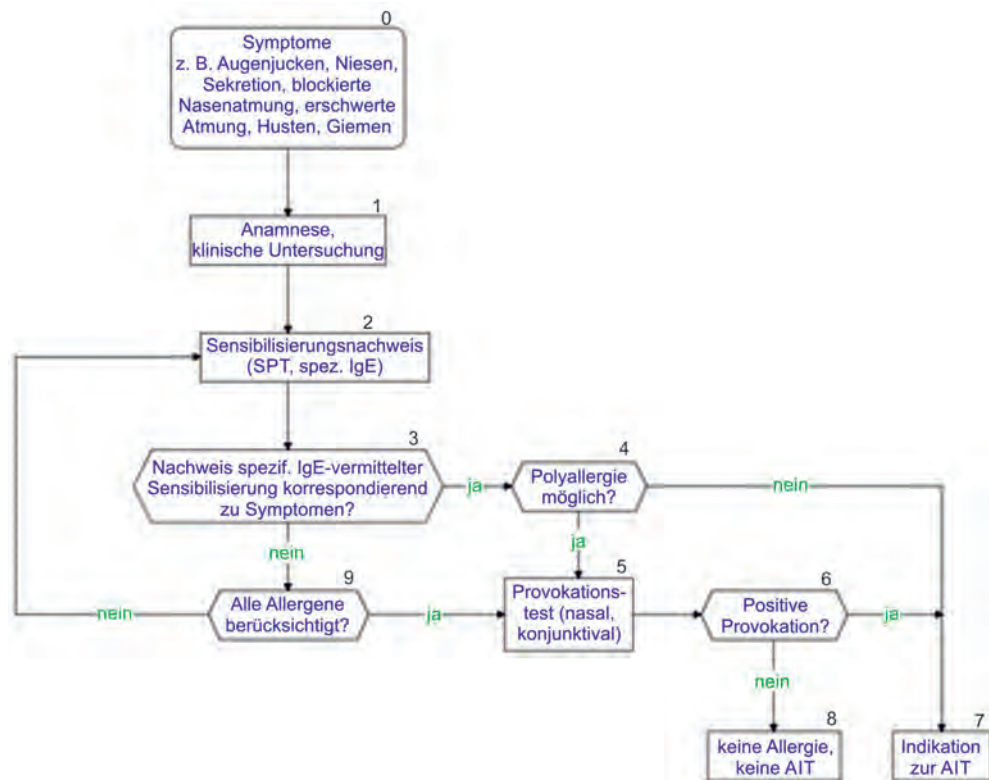 0
Symptome
z. B. Augenjucken, Niesen,
Sekretion, blockierte
Nasenatmung, erschwerte
Atmung, Husten, Giemen
1
Anamnese,
klinische Untersuchung
2
Sensibilisierungsnachweis
(SPT, spez. IgE)
3
Nachweis spezif. IgE-vermittelter
Sensibilisierung korrespondierend
zu Symptomen?
ja
4
Polyallergie
möglich?
nein
nein
ja
9
Alle Allergene
berücksichtigt?
nein
ja
5
Provokations-
test (nasal,
konjunktival)
6
Positive
Provokation?
ja
nein
8
keine Allergie,
keine AIT
7
Indikation
zur AIT